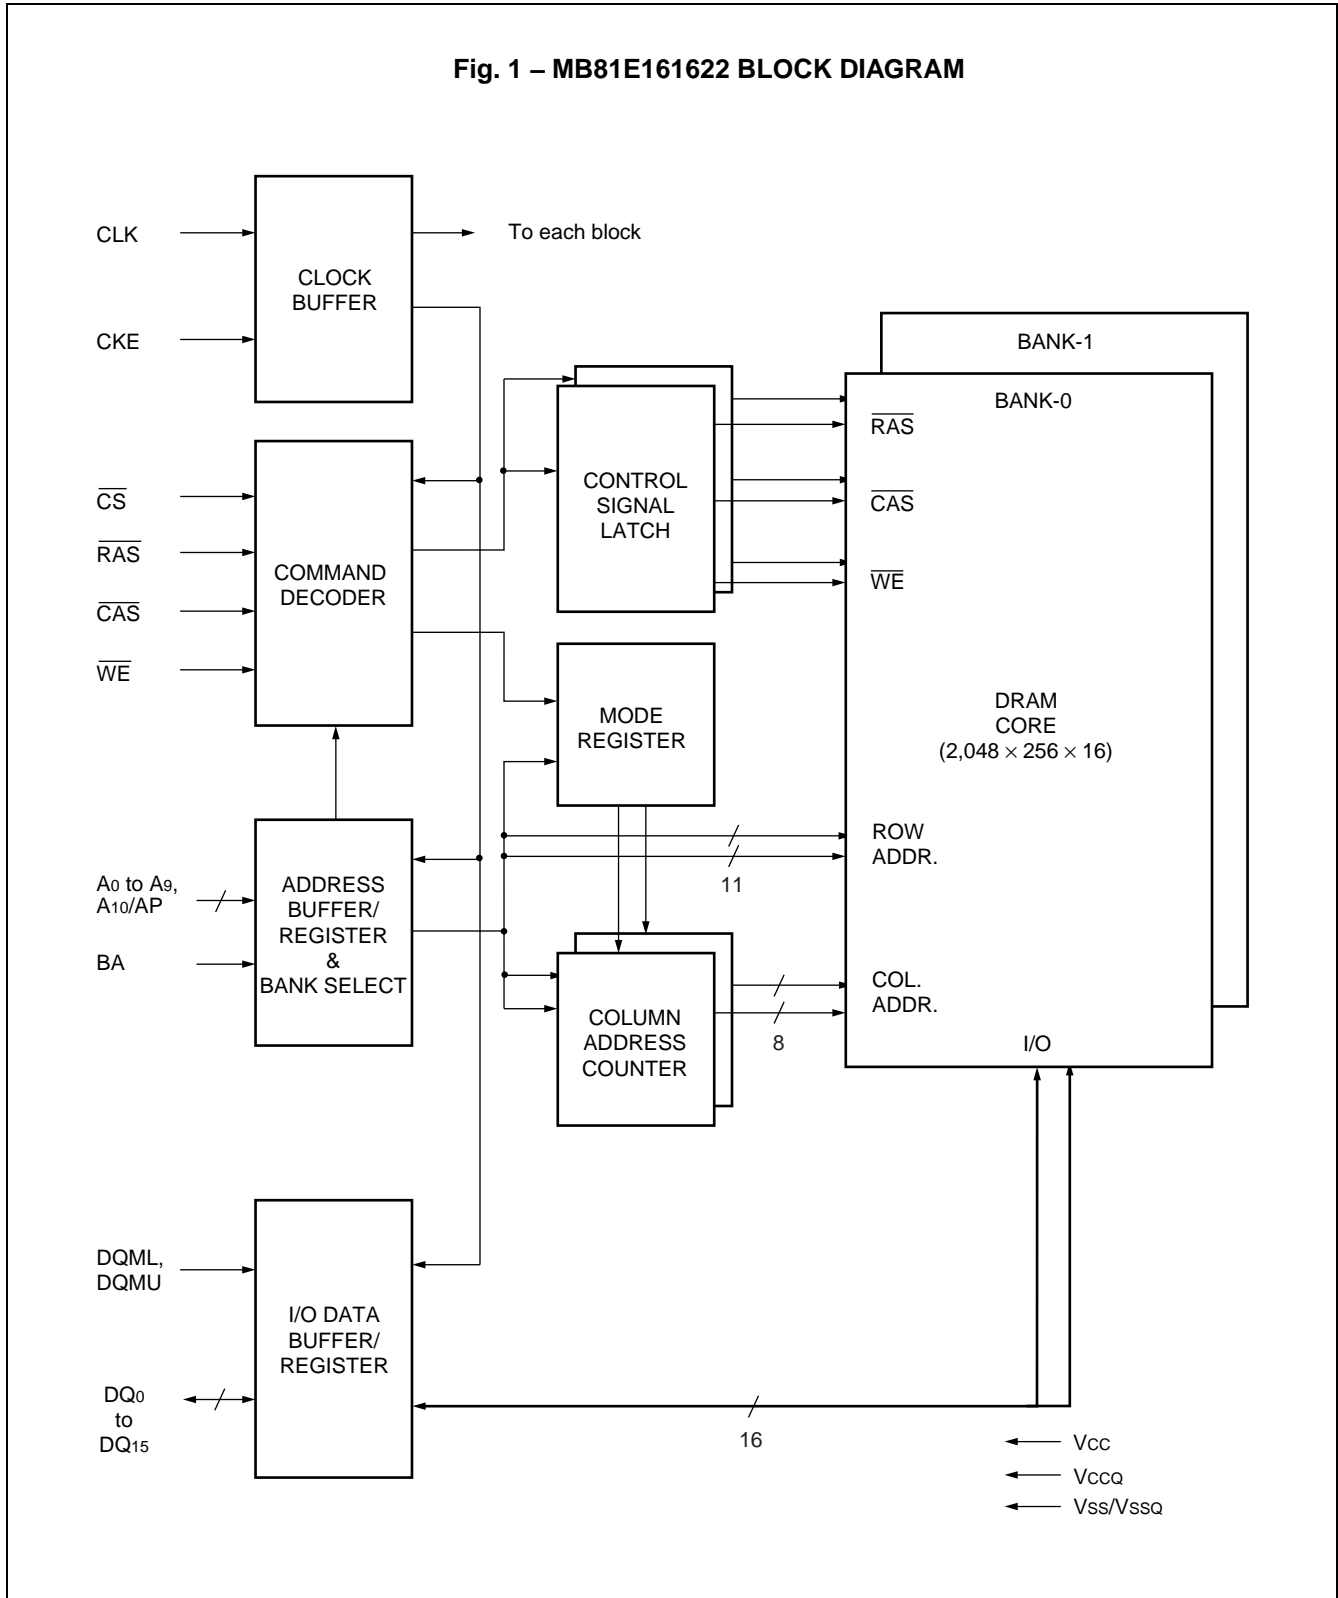 Fig. 1 – MB81E161622 BLOCK DIAGRAM
CLK
CKE
CLOCK
BUFFER
To each block
CS
RAS
CAS
WE
COMMAND
DECODER
CONTROL
SIGNAL
LATCH
BANK-1
BANK-0
RAS
CAS
WE
MODE
REGISTER
DRAM
CORE
(2,048 × 256 × 16)
A0 to A9,
A10/AP
BA
ADDRESS
BUFFER/
REGISTER
&
BANK SELECT
11
ROW
ADDR.
COLUMN
ADDRESS
COUNTER
8
COL.
ADDR.
I/O
DQML,
DQMU
DQ0
to
DQ15
I/O DATA
BUFFER/
REGISTER
16
VCC
VCCQ
VSS/VSSQ